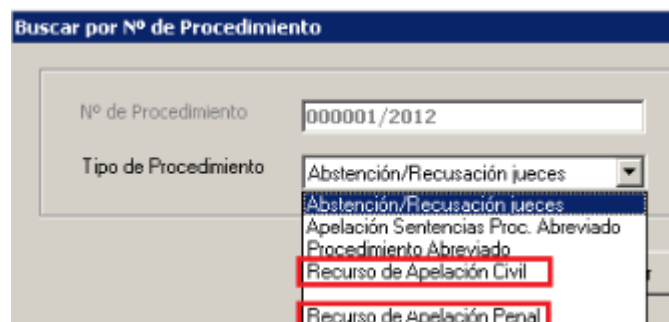 Buscar por Nº de Procedimiento
Nº de Procedimiento
000001/2012
Tipo de Procedimiento
Abstención/Recusación jueces
Abstención/Recusación jueces
Apelación Sentencias Proc. Abreviado
Procedimiento Abreviado
Recurso de Apelación Civil
Recurso de Apelación Penal